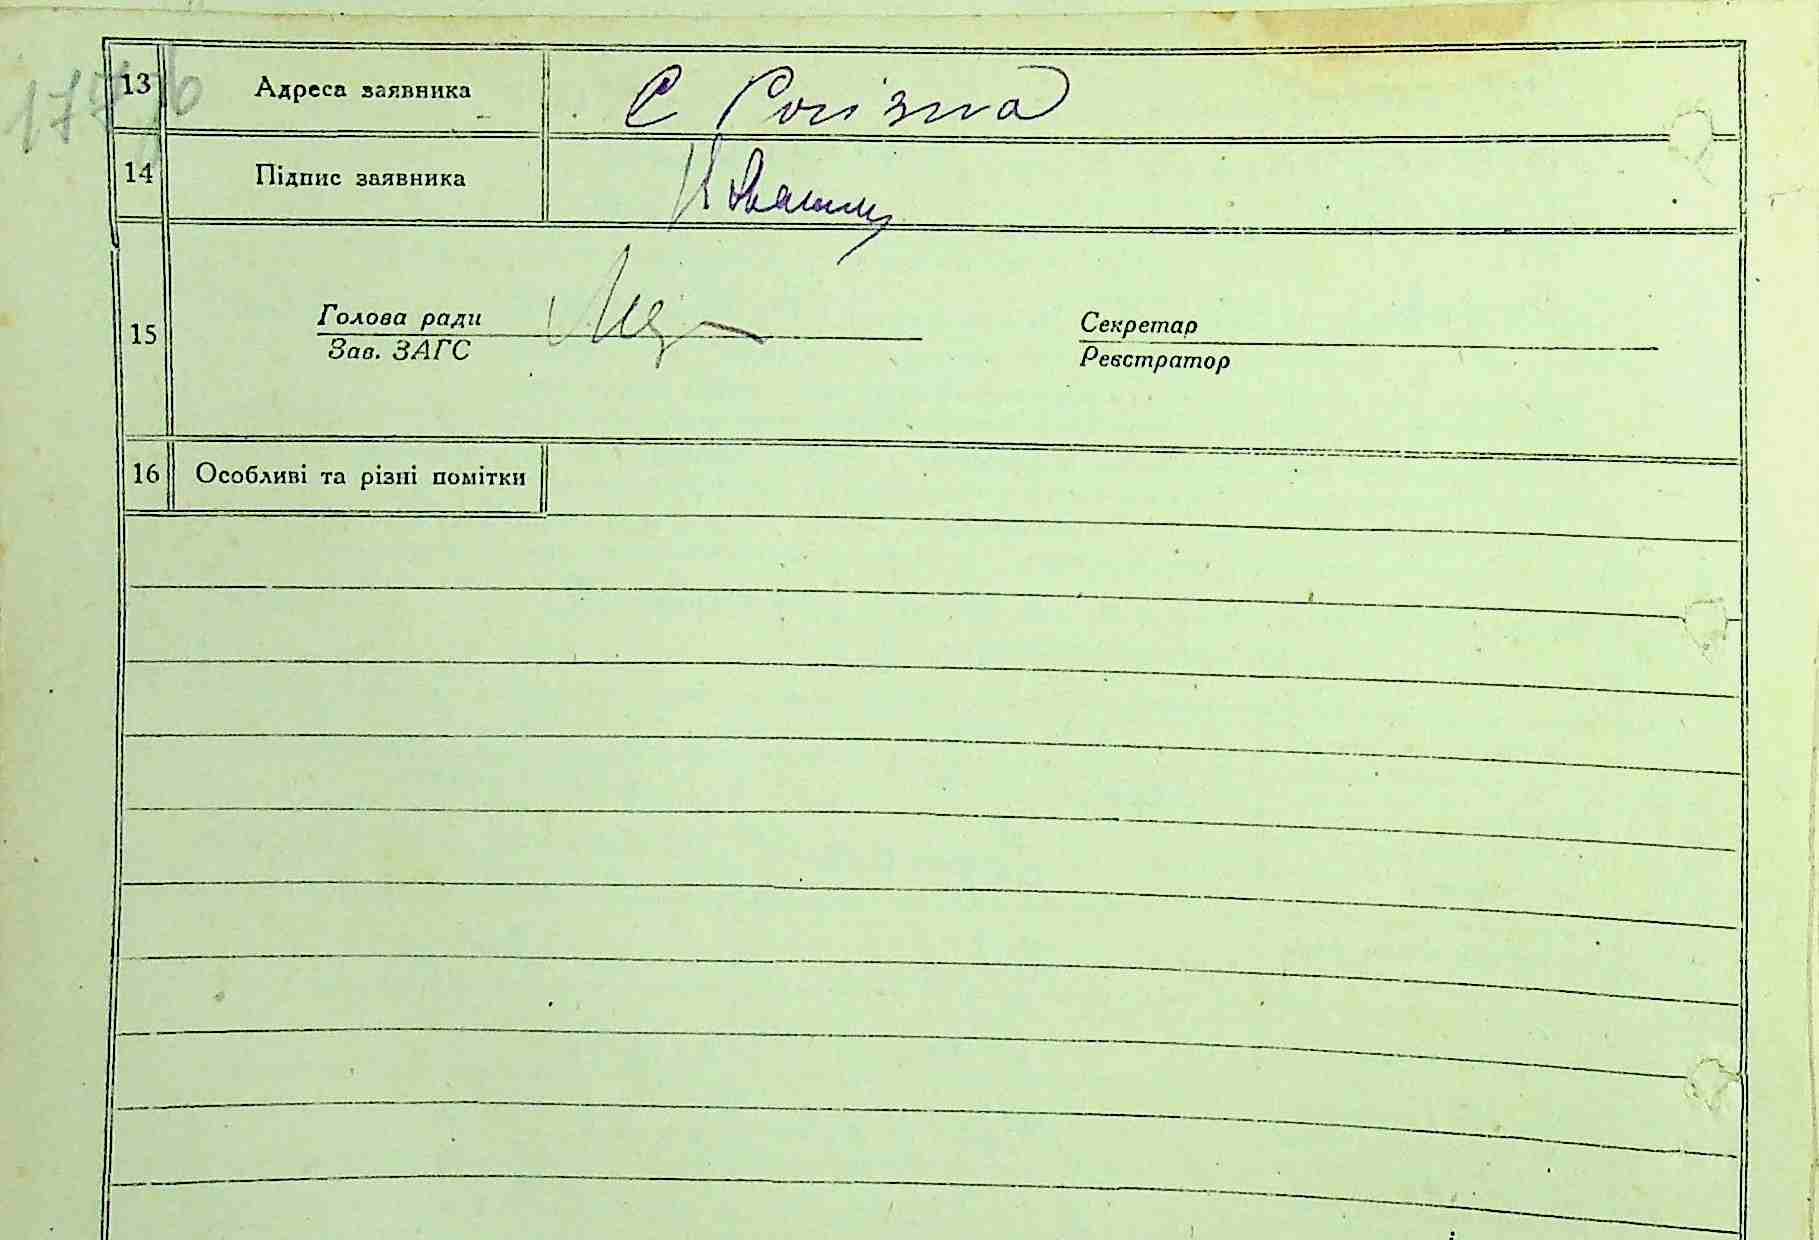 13 Адреса заявника С Рогізна
14 Підпис заявника
15 Голова ради Секретар
Зав. ЗАГС Реєстратор
16 Особливі та різні помітки